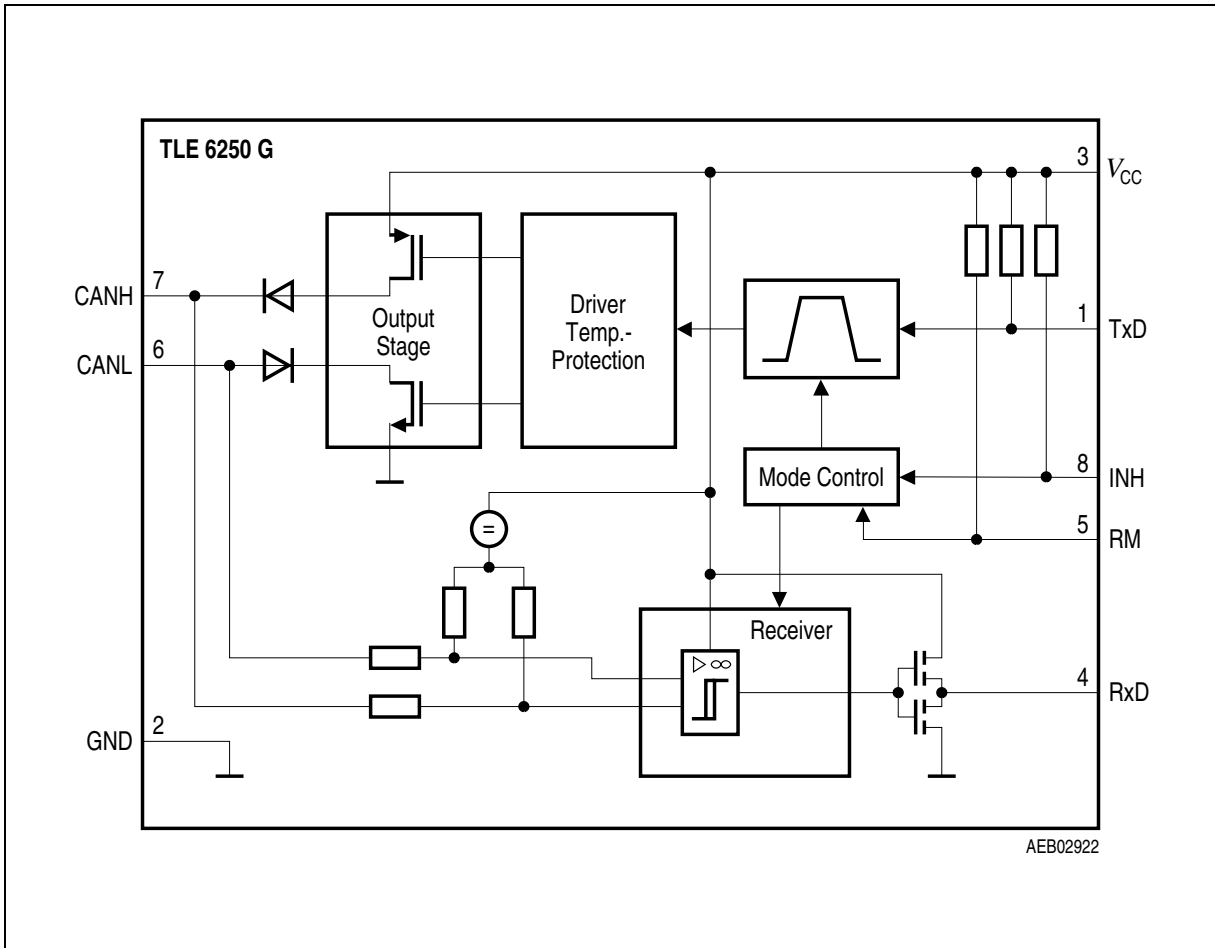 TLE 6250 G
3
VCC
7
CANH
Output
Stage
Driver
Temp.-
Protection
1
TxD
6
CANL
Mode Control
8
INH
5
RM
=
Receiver
▷ ∞
4
RxD
2
GND
AEB02922